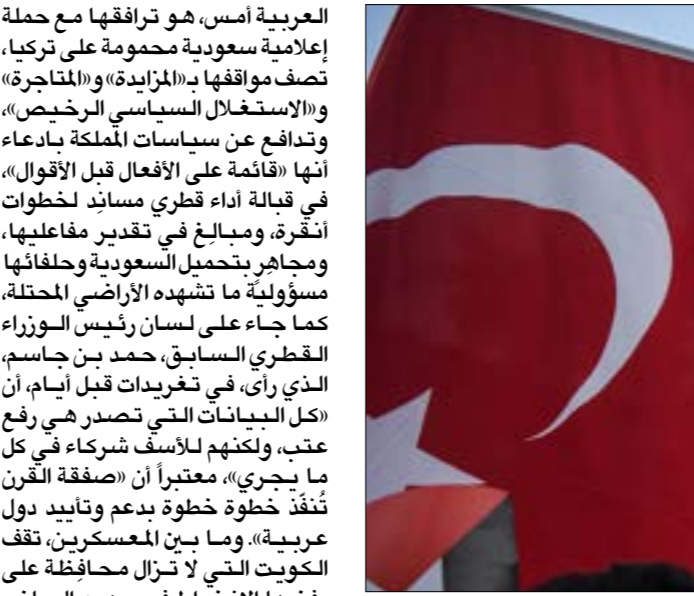 العربية أمس، هو ترافقها مع حملة
إعلامية سعودية محمومة على تركيا،
تصف مواقفها بـ«المزايدة» و«المتاجرة»
و«الاستغلال السياسي الرخيص»،
وتدافع عن سياسات المملكة بادعاء
أنها «قائمة على الأفعال قبل الأقوال»،
في قبالة أداء قطري مساند لخطوات
أنقرة، ومبالِغ في تقدير مفاعليها،
ومجاهِرٍ بتحميل السعودية وحلفائها
مسؤولية ما تشهده الأراضي المحتلة،
كما جاء على لسان رئيس الوزراء
القطري السابق، حمد بن جاسم،
الذي رأى، في تغريدات قبل أيام، أن
«كل البيانات التي تصدر هي رفع
عتب، ولكنهم للأسف شركاء في كل
ما يجري»، معتبراً أن «صفقة القرن
تُنفّذ خطوة خطوة بدعم وتأييد دول
عربية». وما بين المعسكرين، تقف
الكويت التي لا تزال محافِظة على